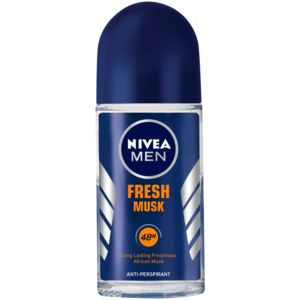 NIVEA
MEN
FRESH
MUSK
48H
Long Lasting Freshness
African Musk
ANTI-PERSPIRANT